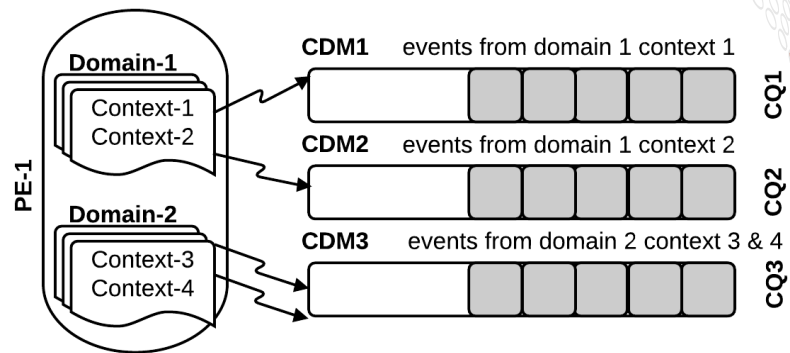 PE-1
Domain-1
Context-1
Context-2
Domain-2
Context-3
Context-4
CDM1 events from domain 1 context 1
CQ1
CDM2 events from domain 1 context 2
CQ2
CDM3 events from domain 2 context 3 & 4
CQ3